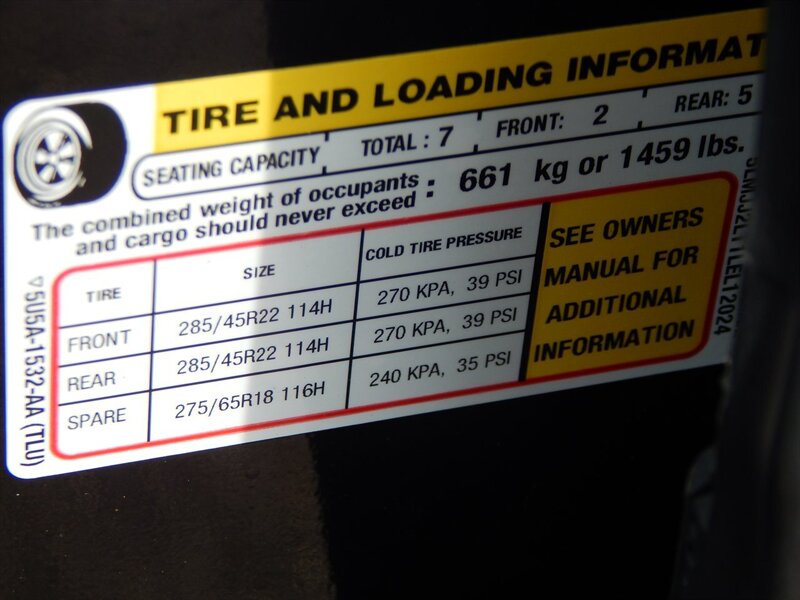 TIRE AND LOADING INFORMAT
SEATING CAPACITY TOTAL : 7 FRONT: 2 REAR: 5
The combined weight of occupants
and cargo should never exceed : 661 kg or 1459 lbs.
TIRE SIZE COLD TIRE PRESSURE
FRONT 285/45R22 114H 270 KPA, 39 PSI
REAR 285/45R22 114H 270 KPA, 39 PSI
SPARE 275/65R18 116H 240 KPA, 35 PSI
SEE OWNERS
MANUAL FOR
ADDITIONAL
INFORMATION
▽5U5A-1532-AA (TLU)